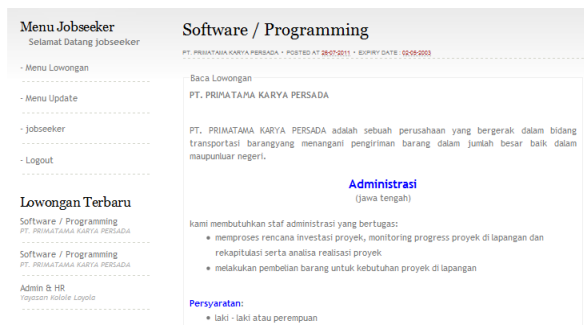 Menu Jobseeker
Selamat Datang jobseeker
- Menu Lowongan
- Menu Update
- jobseeker
- Logout
Lowongan Terbaru
Software / Programming
PT. PRIMATAMA KARYA PERSADA
Software / Programming
PT. PRIMATAMA KARYA PERSADA
Admin & HR
Yayasan Kolole Loyola
Software / Programming
PT. PRIMATAMA KARYA PERSADA • POSTED AT 26-07-2011 • EXPIRY DATE : 02-05-2003
Baca Lowongan
PT. PRIMATAMA KARYA PERSADA
PT. PRIMATAMA KARYA PERSADA adalah sebuah perusahaan yang bergerak dalam bidang
transportasi barangyang menangani pengiriman barang dalam jumlah besar baik dalam
maupunluar negeri.
Administrasi
(jawa tengah)
kami membutuhkan staf administrasi yang bertugas:
• memproses rencana investasi proyek, monitoring progress proyek di lapangan dan
rekapitulasi serta analisa realisasi proyek
• melakukan pembelian barang untuk kebutuhan proyek di lapangan
Persyaratan:
• laki - laki atau perempuan